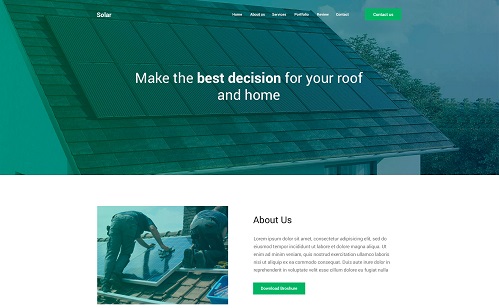 Solar
Home About us Services Portfolio Review Contact
Contact us
Make the best decision for your roof
and home
About Us
Lorem ipsum dolor sit amet, consectetur adipiscing elit, sed do
eiusmod tempor incididunt ut labore et dolore magna aliqua. Ut
enim ad minim veniam, quis nostrud exercitation ullamco laboris
nisi ut aliquip ex ea commodo consequat. Duis aute irure dolor in
reprehenderit in voluptate velit esse cillum dolore eu fugiat nulla
Download Brochure